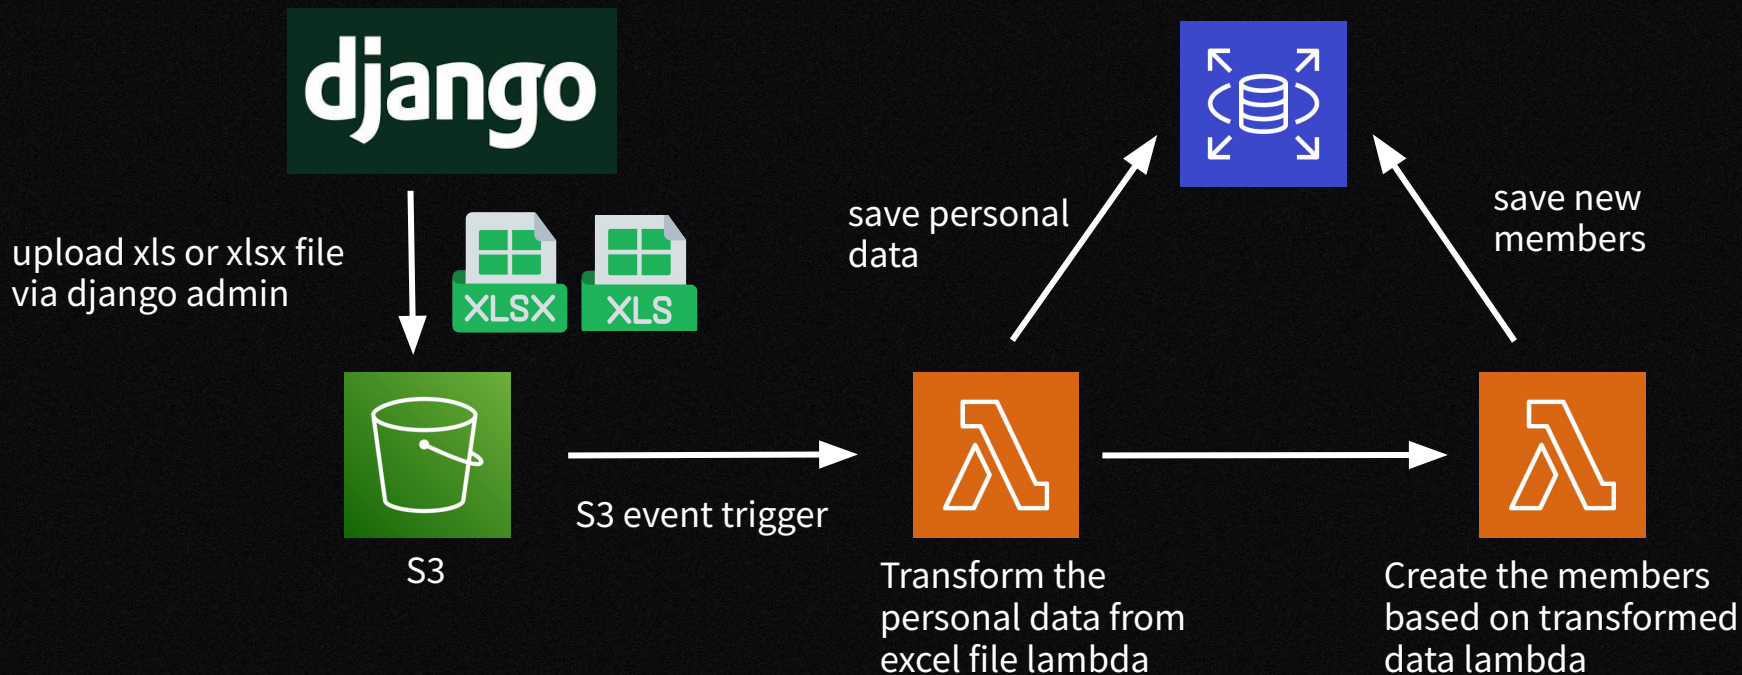 django
upload xls or xlsx file
via django admin
XLSX
XLS
save personal
data
save new
members
S3 event trigger
S3
Transform the
personal data from
excel file lambda
Create the members
based on transformed
data lambda